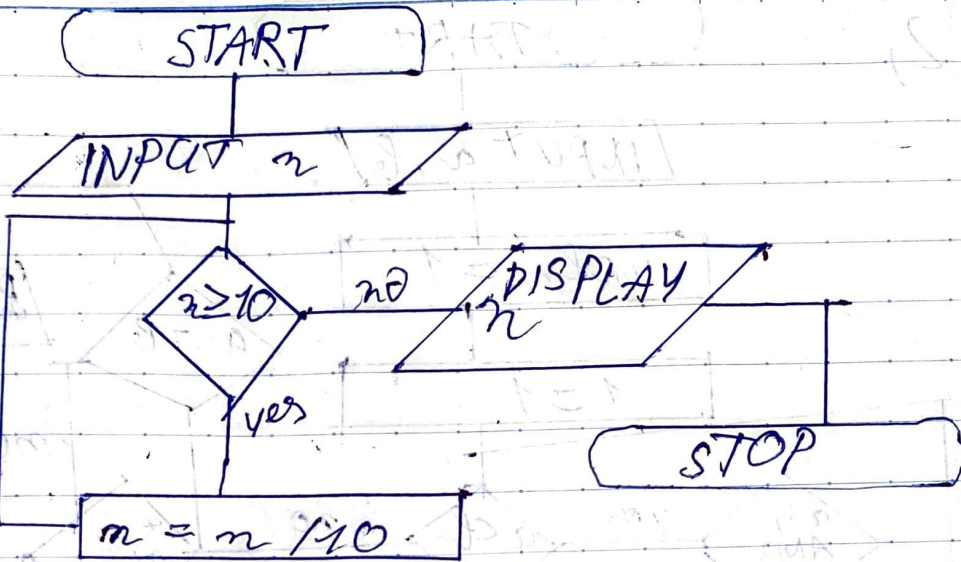 START
INPUT n
n≥10
no
DISPLAY
n
yes
STOP
n = n /10.